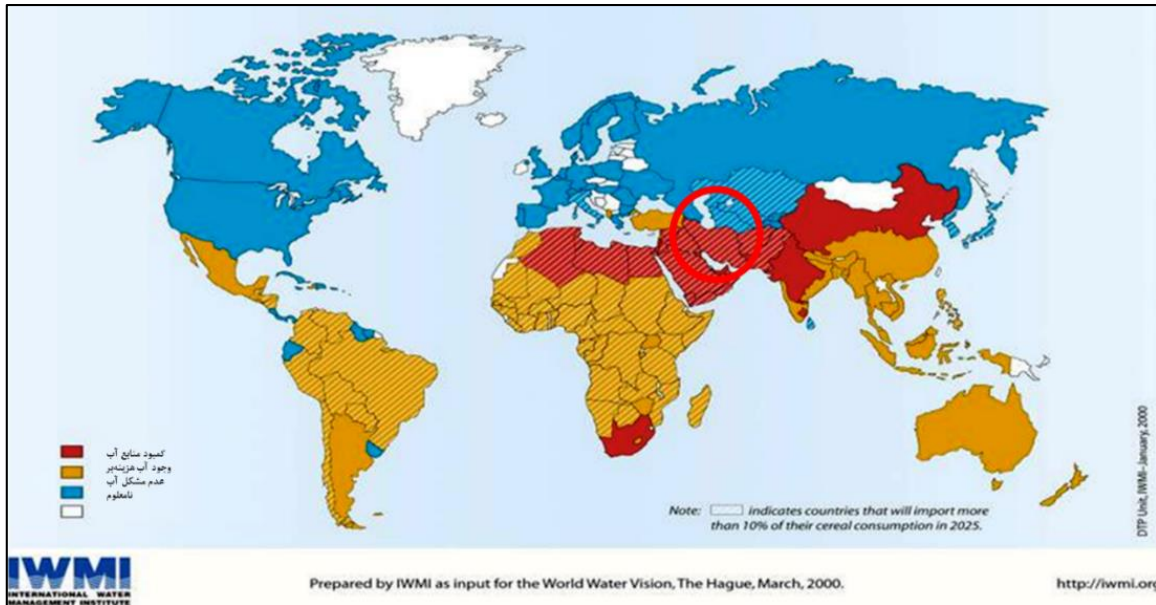 کمبود منابع آب
وجود آب هزینه‌بر
عدم مشکل آب
نامعلوم
Note: indicates countries that will import more
than 10% of their cereal consumption in 2025.
DTP Unit, IWMI-January, 2000
IWMI
INTERNATIONAL WATER
MANAGEMENT INSTITUTE
Prepared by IWMI as input for the World Water Vision, The Hague, March, 2000.
http://iwmi.org